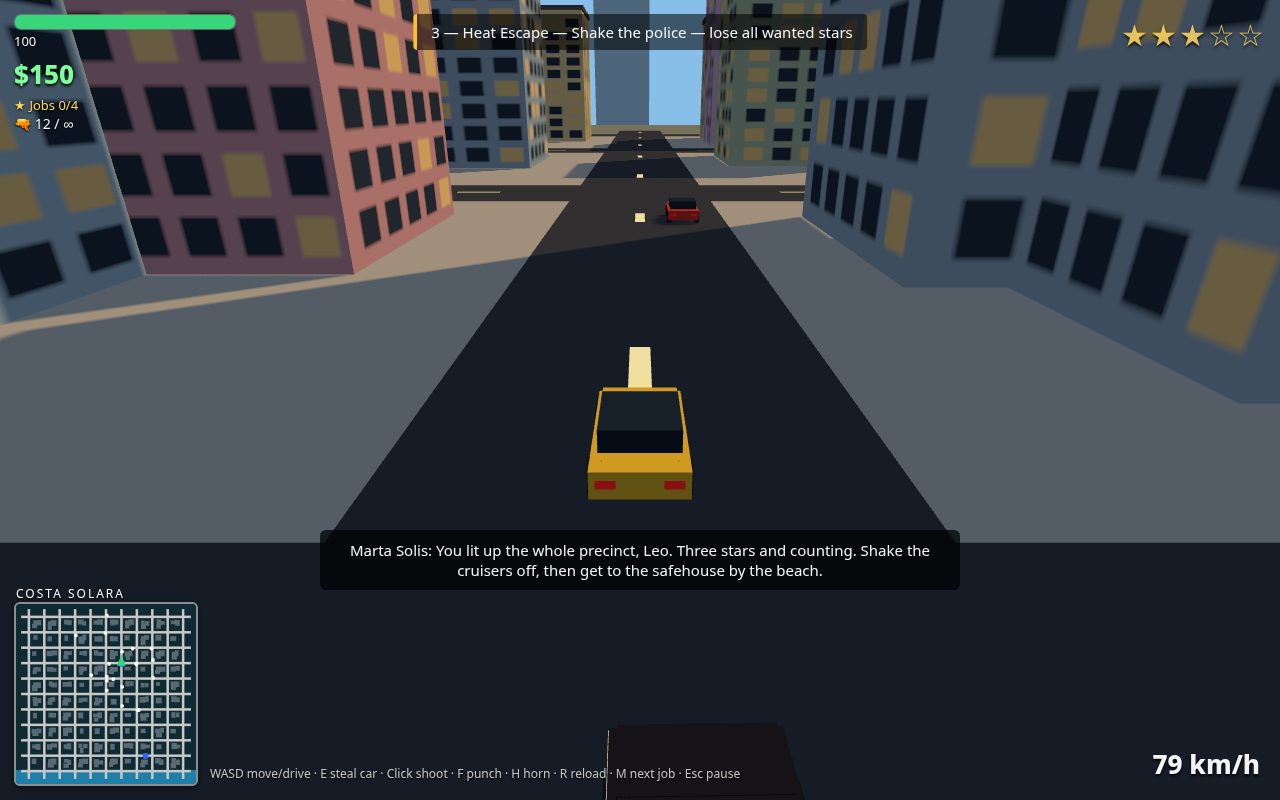 3 — Heat Escape — Shake the police — lose all wanted stars
★★★☆☆
100
$150
★ Jobs 0/4
🔫 12 / ∞
Marta Solis: You lit up the whole precinct, Leo. Three stars and counting. Shake the
cruisers off, then get to the safehouse by the beach.
COSTA SOLARA
WASD move/drive · E steal car · Click shoot · F punch · H horn · R reload · M next job · Esc pause
79 km/h